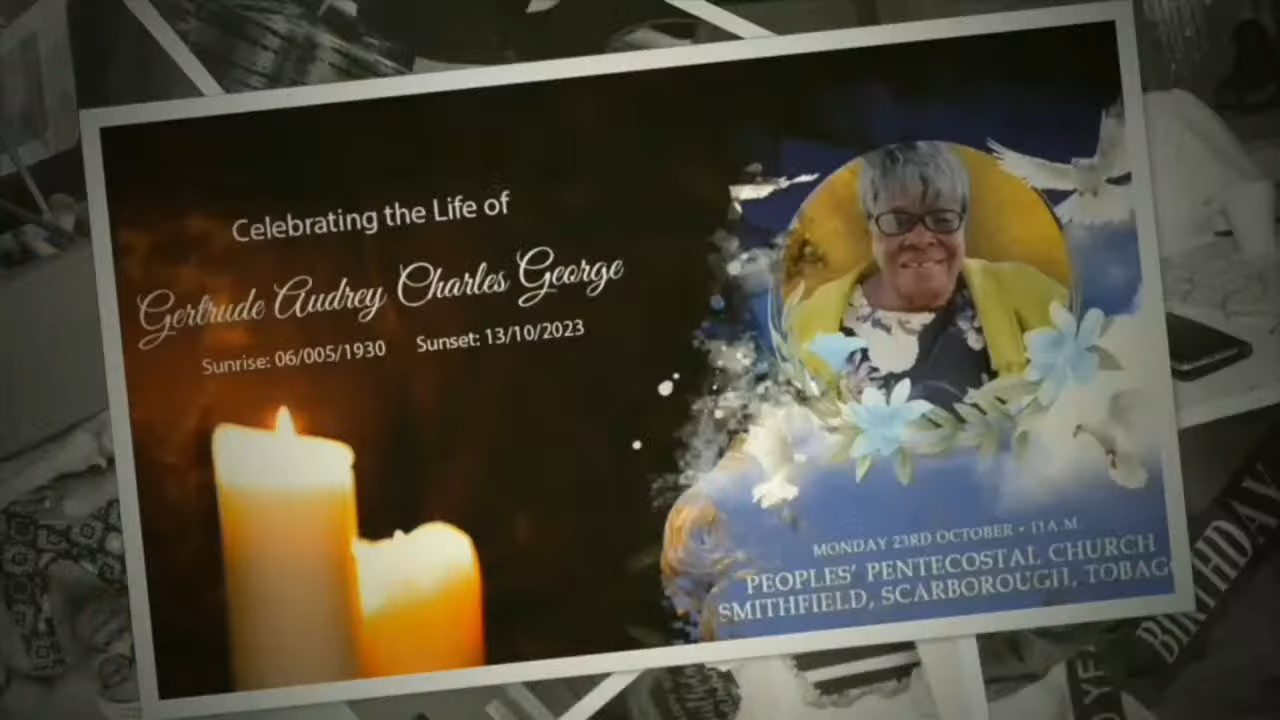 Celebrating the Life of
Gertrude Audrey Charles George
Sunrise: 06/005/1930 Sunset: 13/10/2023
MONDAY 23RD OCTOBER • 11A.M.
PEOPLES' PENTECOSTAL CHURCH
SMITHFIELD, SCARBOROUGH, TOBAG
BIRTHDAY